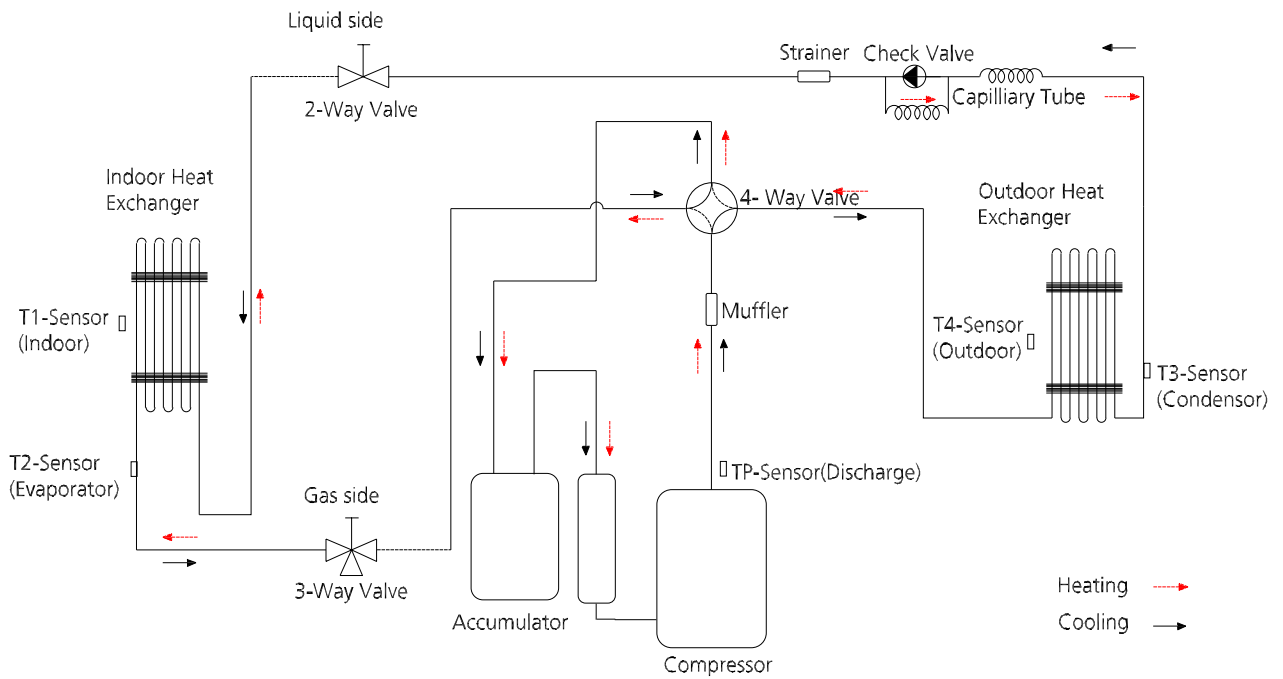 Liquid side
2-Way Valve
Strainer
Check Valve
Capilliary Tube
Indoor Heat
Exchanger
4- Way Valve
Outdoor Heat
Exchanger
T1-Sensor
(Indoor)
Muffler
T4-Sensor
(Outdoor)
T3-Sensor
(Condensor)
T2-Sensor
(Evaporator)
TP-Sensor(Discharge)
Gas side
3-Way Valve
Accumulator
Compressor
Heating
Cooling